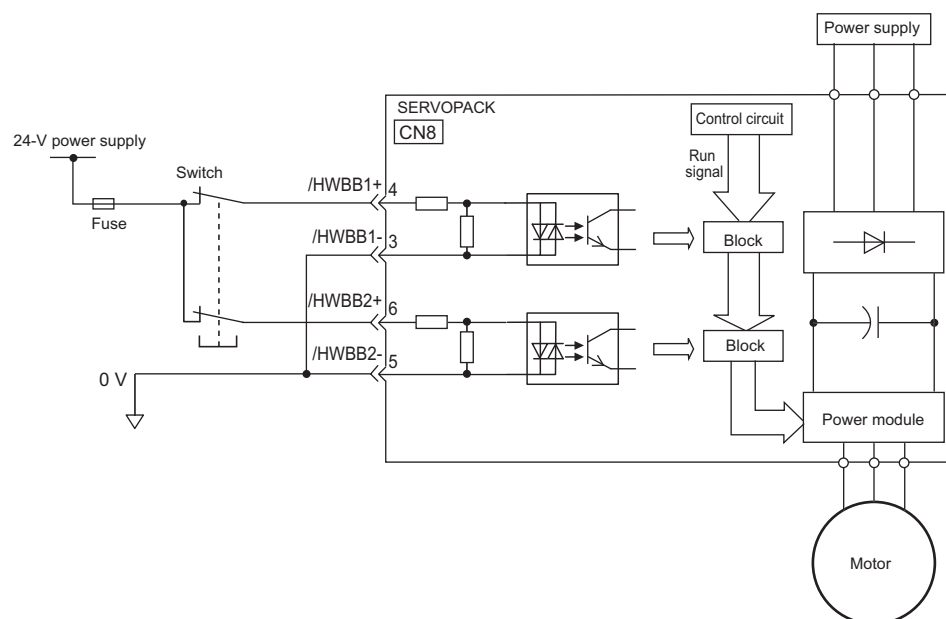 Power supply
SERVOPACK
CN8
Control circuit
24-V power supply
Run
signal
Switch
/HWBB1+
4
Fuse
/HWBB1-
3
Block
/HWBB2+
6
Block
/HWBB2-
5
0 V
Power module
Motor